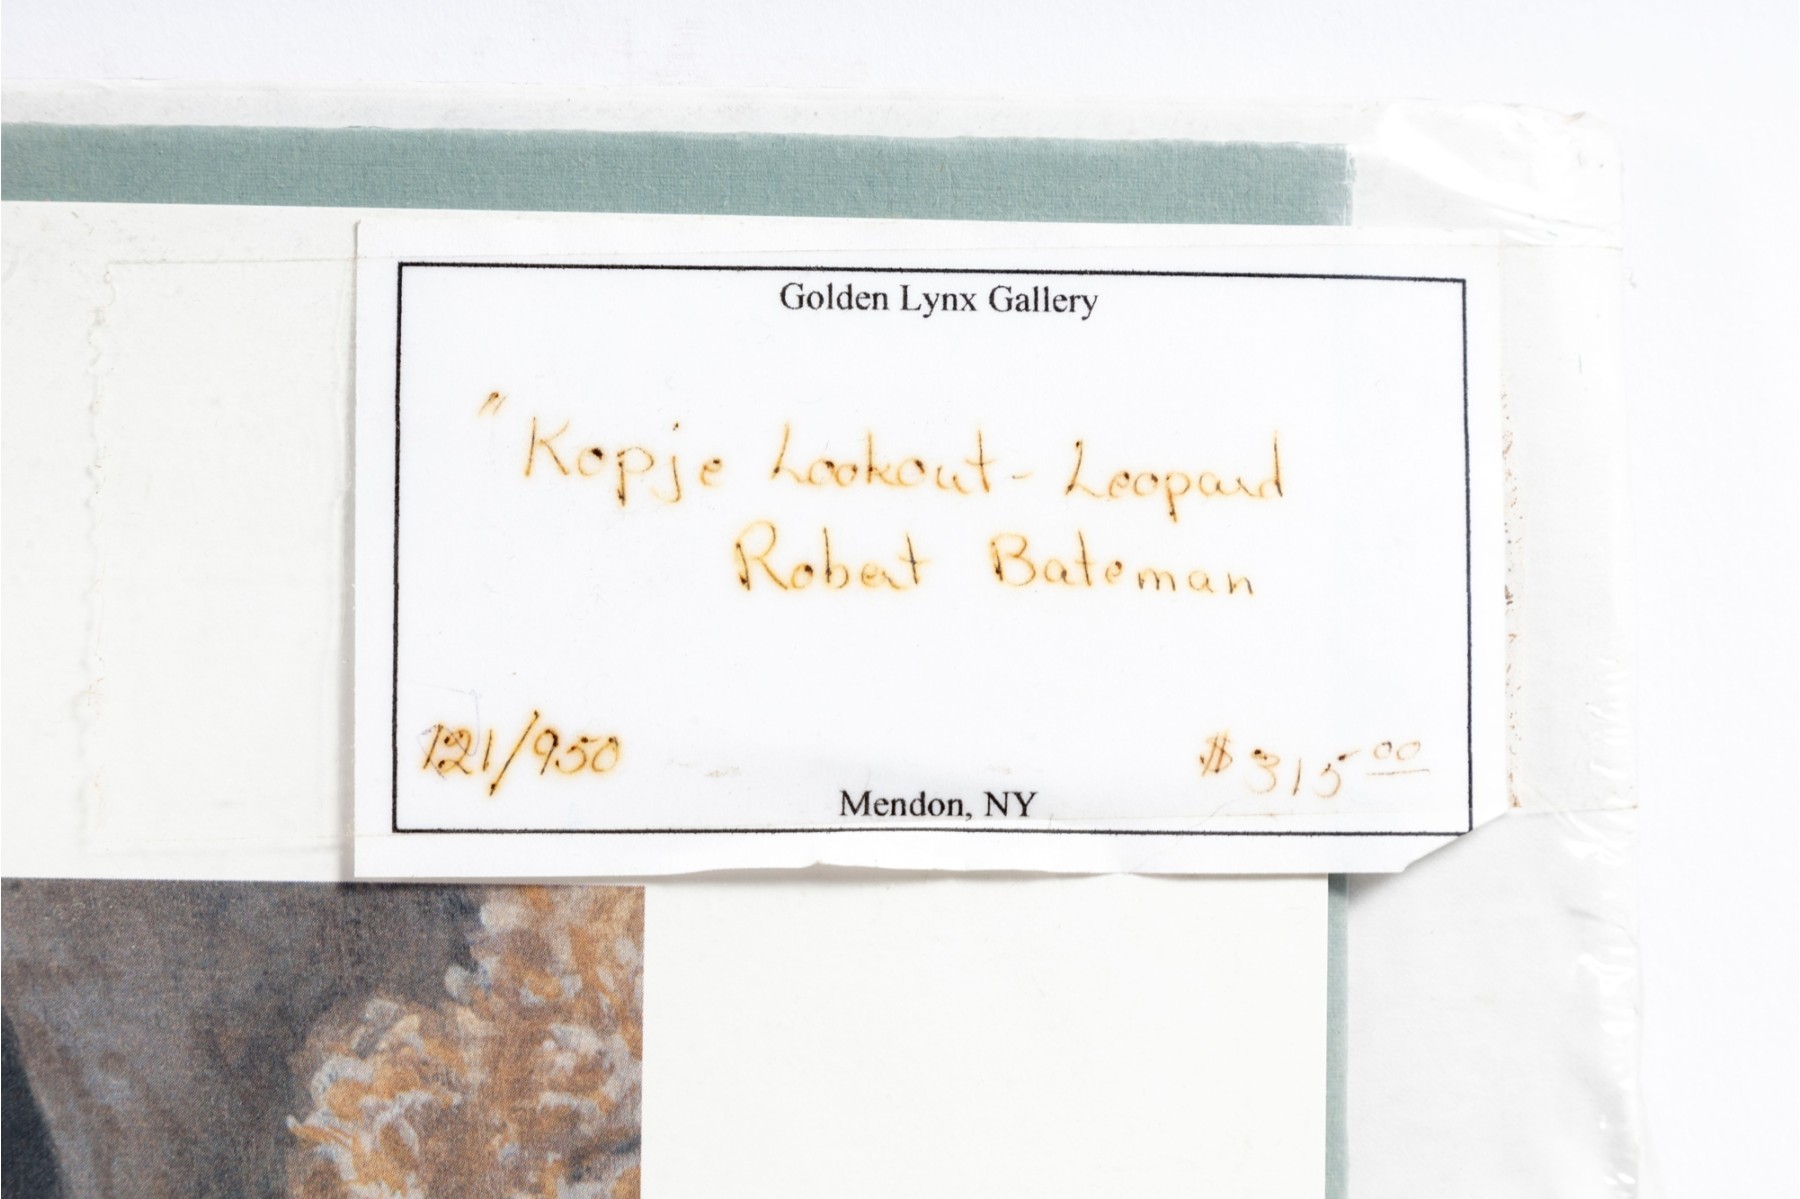 Golden Lynx Gallery
" Kopje Lookout - Leopard
Robert Bateman
121/950
$ 315 00
Mendon, NY